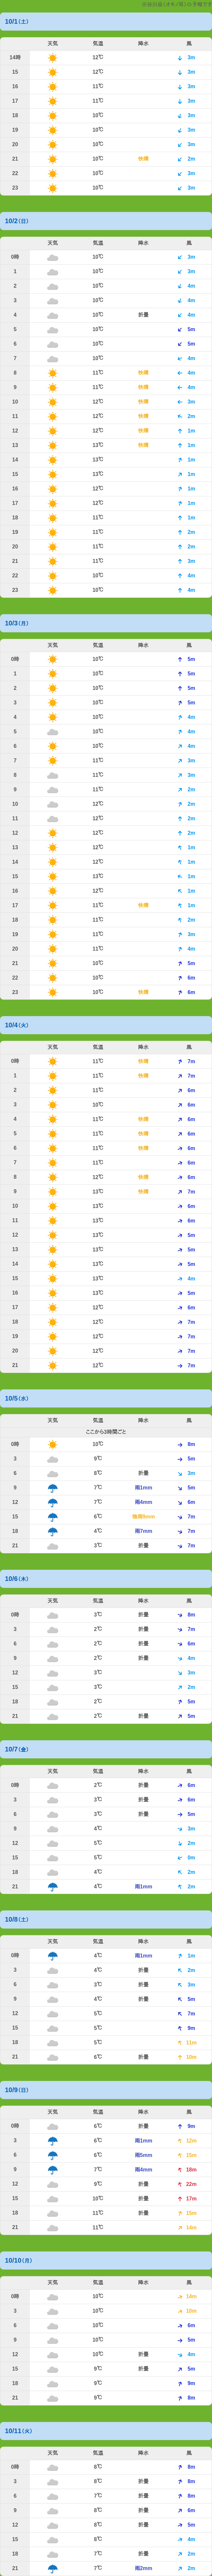 10/1(土)
天気 気温 降水 風
14時 12℃ 3m
15 12℃ 3m
16 11℃ 3m
17 11℃ 3m
18 10℃ 3m
19 10℃ 3m
20 10℃ 3m
21 10℃ 快晴 2m
22 10℃ 3m
23 10℃ 3m
10/2(日)
天気 気温 降水 風
0時 10℃ 3m
1 10℃ 3m
2 10℃ 4m
3 10℃ 4m
4 10℃ 折畳 4m
5 10℃ 5m
6 10℃ 5m
7 10℃ 4m
8 11℃ 快晴 4m
9 11℃ 快晴 4m
10 12℃ 快晴 3m
11 12℃ 快晴 2m
12 12℃ 快晴 1m
13 13℃ 快晴 1m
14 13℃ 1m
15 13℃ 1m
16 12℃ 1m
17 12℃ 1m
18 11℃ 1m
19 11℃ 2m
20 11℃ 2m
21 11℃ 3m
22 10℃ 4m
23 10℃ 4m
10/3(月)
天気 気温 降水 風
0時 10℃ 5m
1 10℃ 5m
2 10℃ 5m
3 10℃ 5m
4 10℃ 4m
5 10℃ 4m
6 10℃ 4m
7 11℃ 3m
8 11℃ 3m
9 11℃ 2m
10 12℃ 2m
11 12℃ 2m
12 12℃ 2m
13 12℃ 1m
14 12℃ 1m
15 13℃ 1m
16 12℃ 1m
17 11℃ 快晴 1m
18 11℃ 2m
19 11℃ 3m
20 11℃ 4m
21 10℃ 5m
22 10℃ 6m
23 10℃ 快晴 6m
10/4(火)
天気 気温 降水 風
0時 11℃ 快晴 7m
1 11℃ 快晴 7m
2 11℃ 6m
3 10℃ 6m
4 11℃ 快晴 6m
5 11℃ 快晴 6m
6 11℃ 快晴 6m
7 11℃ 6m
8 12℃ 快晴 6m
9 13℃ 快晴 7m
10 13℃ 6m
11 13℃ 6m
12 13℃ 5m
13 13℃ 5m
14 13℃ 5m
15 13℃ 4m
16 13℃ 5m
17 12℃ 6m
18 12℃ 7m
19 12℃ 7m
20 12℃ 7m
21 12℃ 7m
10/5(水)
天気 気温 降水 風
ここから3時間ごと
0時 10℃ 8m
3 9℃ 5m
6 8℃ 折畳 3m
9 7℃ 雨1mm 5m
12 7℃ 雨4mm 6m
15 6℃ 強雨9mm 7m
18 4℃ 雨7mm 7m
21 3℃ 折畳 7m
10/6(木)
天気 気温 降水 風
0時 3℃ 折畳 8m
3 2℃ 折畳 7m
6 2℃ 折畳 6m
9 2℃ 折畳 4m
12 3℃ 3m
15 3℃ 2m
18 2℃ 5m
21 2℃ 折畳 5m
10/7(金)
天気 気温 降水 風
0時 2℃ 折畳 6m
3 3℃ 折畳 6m
6 3℃ 折畳 5m
9 4℃ 3m
12 5℃ 2m
15 5℃ 0m
18 4℃ 2m
21 4℃ 雨1mm 2m
10/8(土)
天気 気温 降水 風
0時 4℃ 雨1mm 1m
3 4℃ 折畳 2m
6 3℃ 折畳 3m
9 4℃ 折畳 5m
12 5℃ 7m
15 5℃ 9m
18 5℃ 11m
21 6℃ 折畳 10m
10/9(日)
天気 気温 降水 風
0時 6℃ 折畳 9m
3 6℃ 雨1mm 12m
6 6℃ 雨5mm 15m
9 7℃ 雨4mm 18m
12 9℃ 折畳 22m
15 10℃ 折畳 17m
18 11℃ 折畳 15m
21 11℃ 14m
10/10(月)
天気 気温 降水 風
0時 10℃ 14m
3 10℃ 10m
6 10℃ 6m
9 10℃ 5m
12 10℃ 折畳 4m
15 9℃ 折畳 5m
18 9℃ 9m
21 9℃ 8m
10/11(火)
天気 気温 降水 風
0時 8℃ 8m
3 8℃ 折畳 8m
6 7℃ 折畳 8m
9 8℃ 折畳 6m
12 8℃ 折畳 5m
15 8℃ 4m
18 7℃ 折畳 2m
21 7℃ 雨2mm 2m